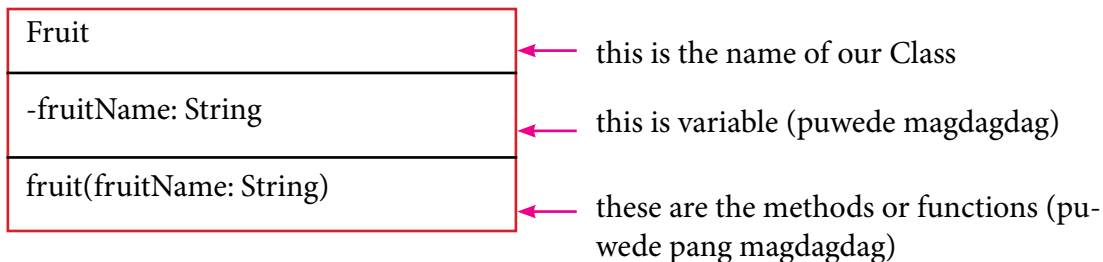 Fruit
this is the name of our Class
-fruitName: String
this is variable (puwede magdagdag)
fruit(fruitName: String)
these are the methods or functions (pu-
wede pang magdagdag)